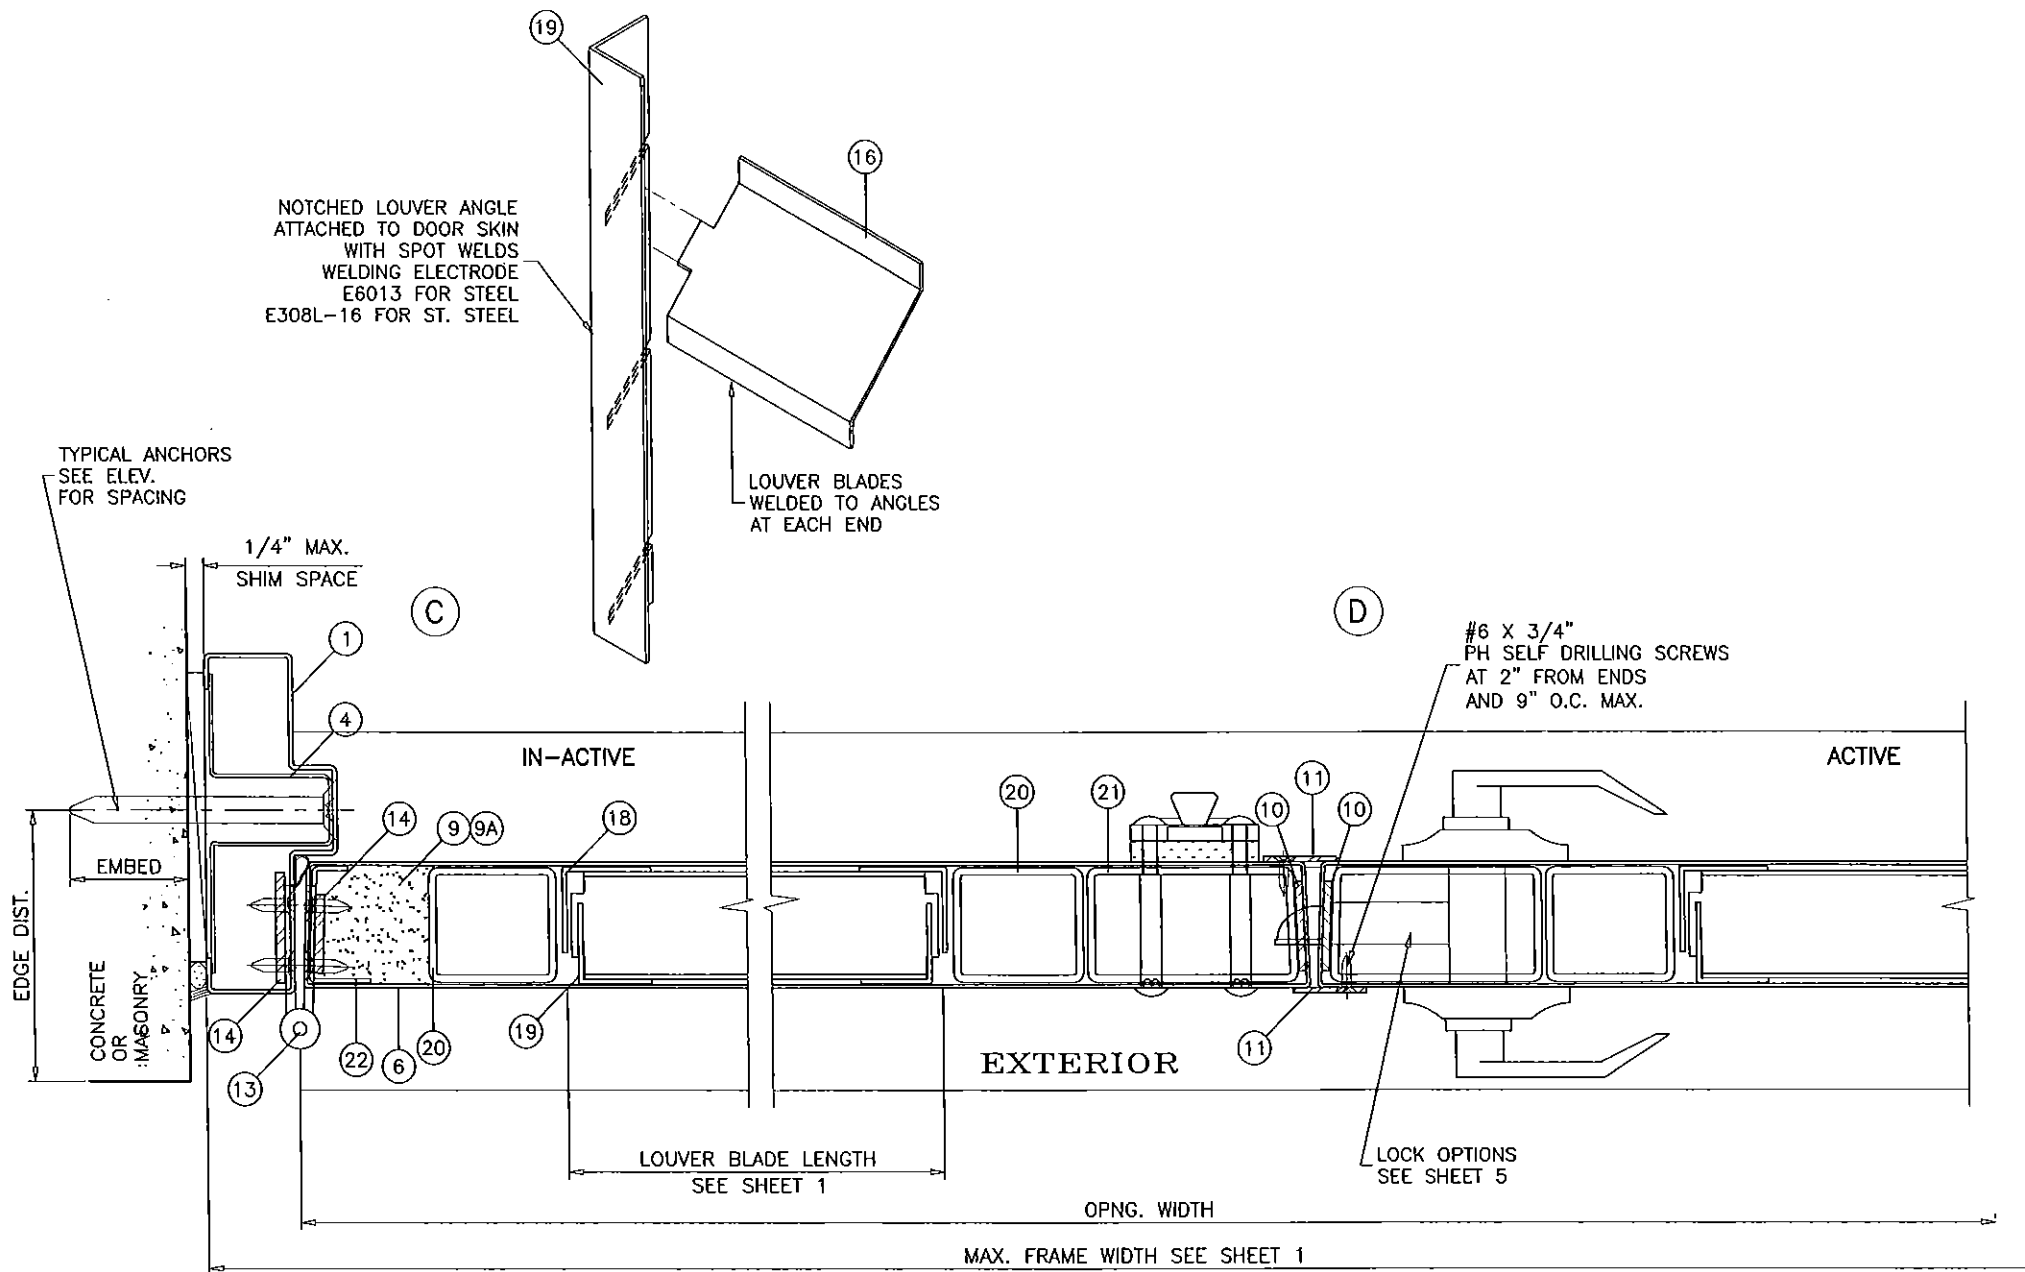 19
16
NOTCHED LOUVER ANGLE
ATTACHED TO DOOR SKIN
WITH SPOT WELDS
WELDING ELECTRODE
E6013 FOR STEEL
E308L-16 FOR ST. STEEL
LOUVER BLADES
WELDED TO ANGLES
AT EACH END
TYPICAL ANCHORS
SEE ELEV.
FOR SPACING
1/4" MAX.
SHIM SPACE
C
D
#6 X 3/4"
PH SELF DRILLING SCREWS
AT 2" FROM ENDS
AND 9" O.C. MAX.
1
4
IN-ACTIVE
ACTIVE
14
9
9A
18
20
21
10
11
10
EMBED
EDGE DIST.
CONCRETE
OR
MASONRY
14
13
22
6
20
19
11
EXTERIOR
LOUVER BLADE LENGTH
SEE SHEET 1
LOCK OPTIONS
SEE SHEET 5
OPNG. WIDTH
MAX. FRAME WIDTH SEE SHEET 1